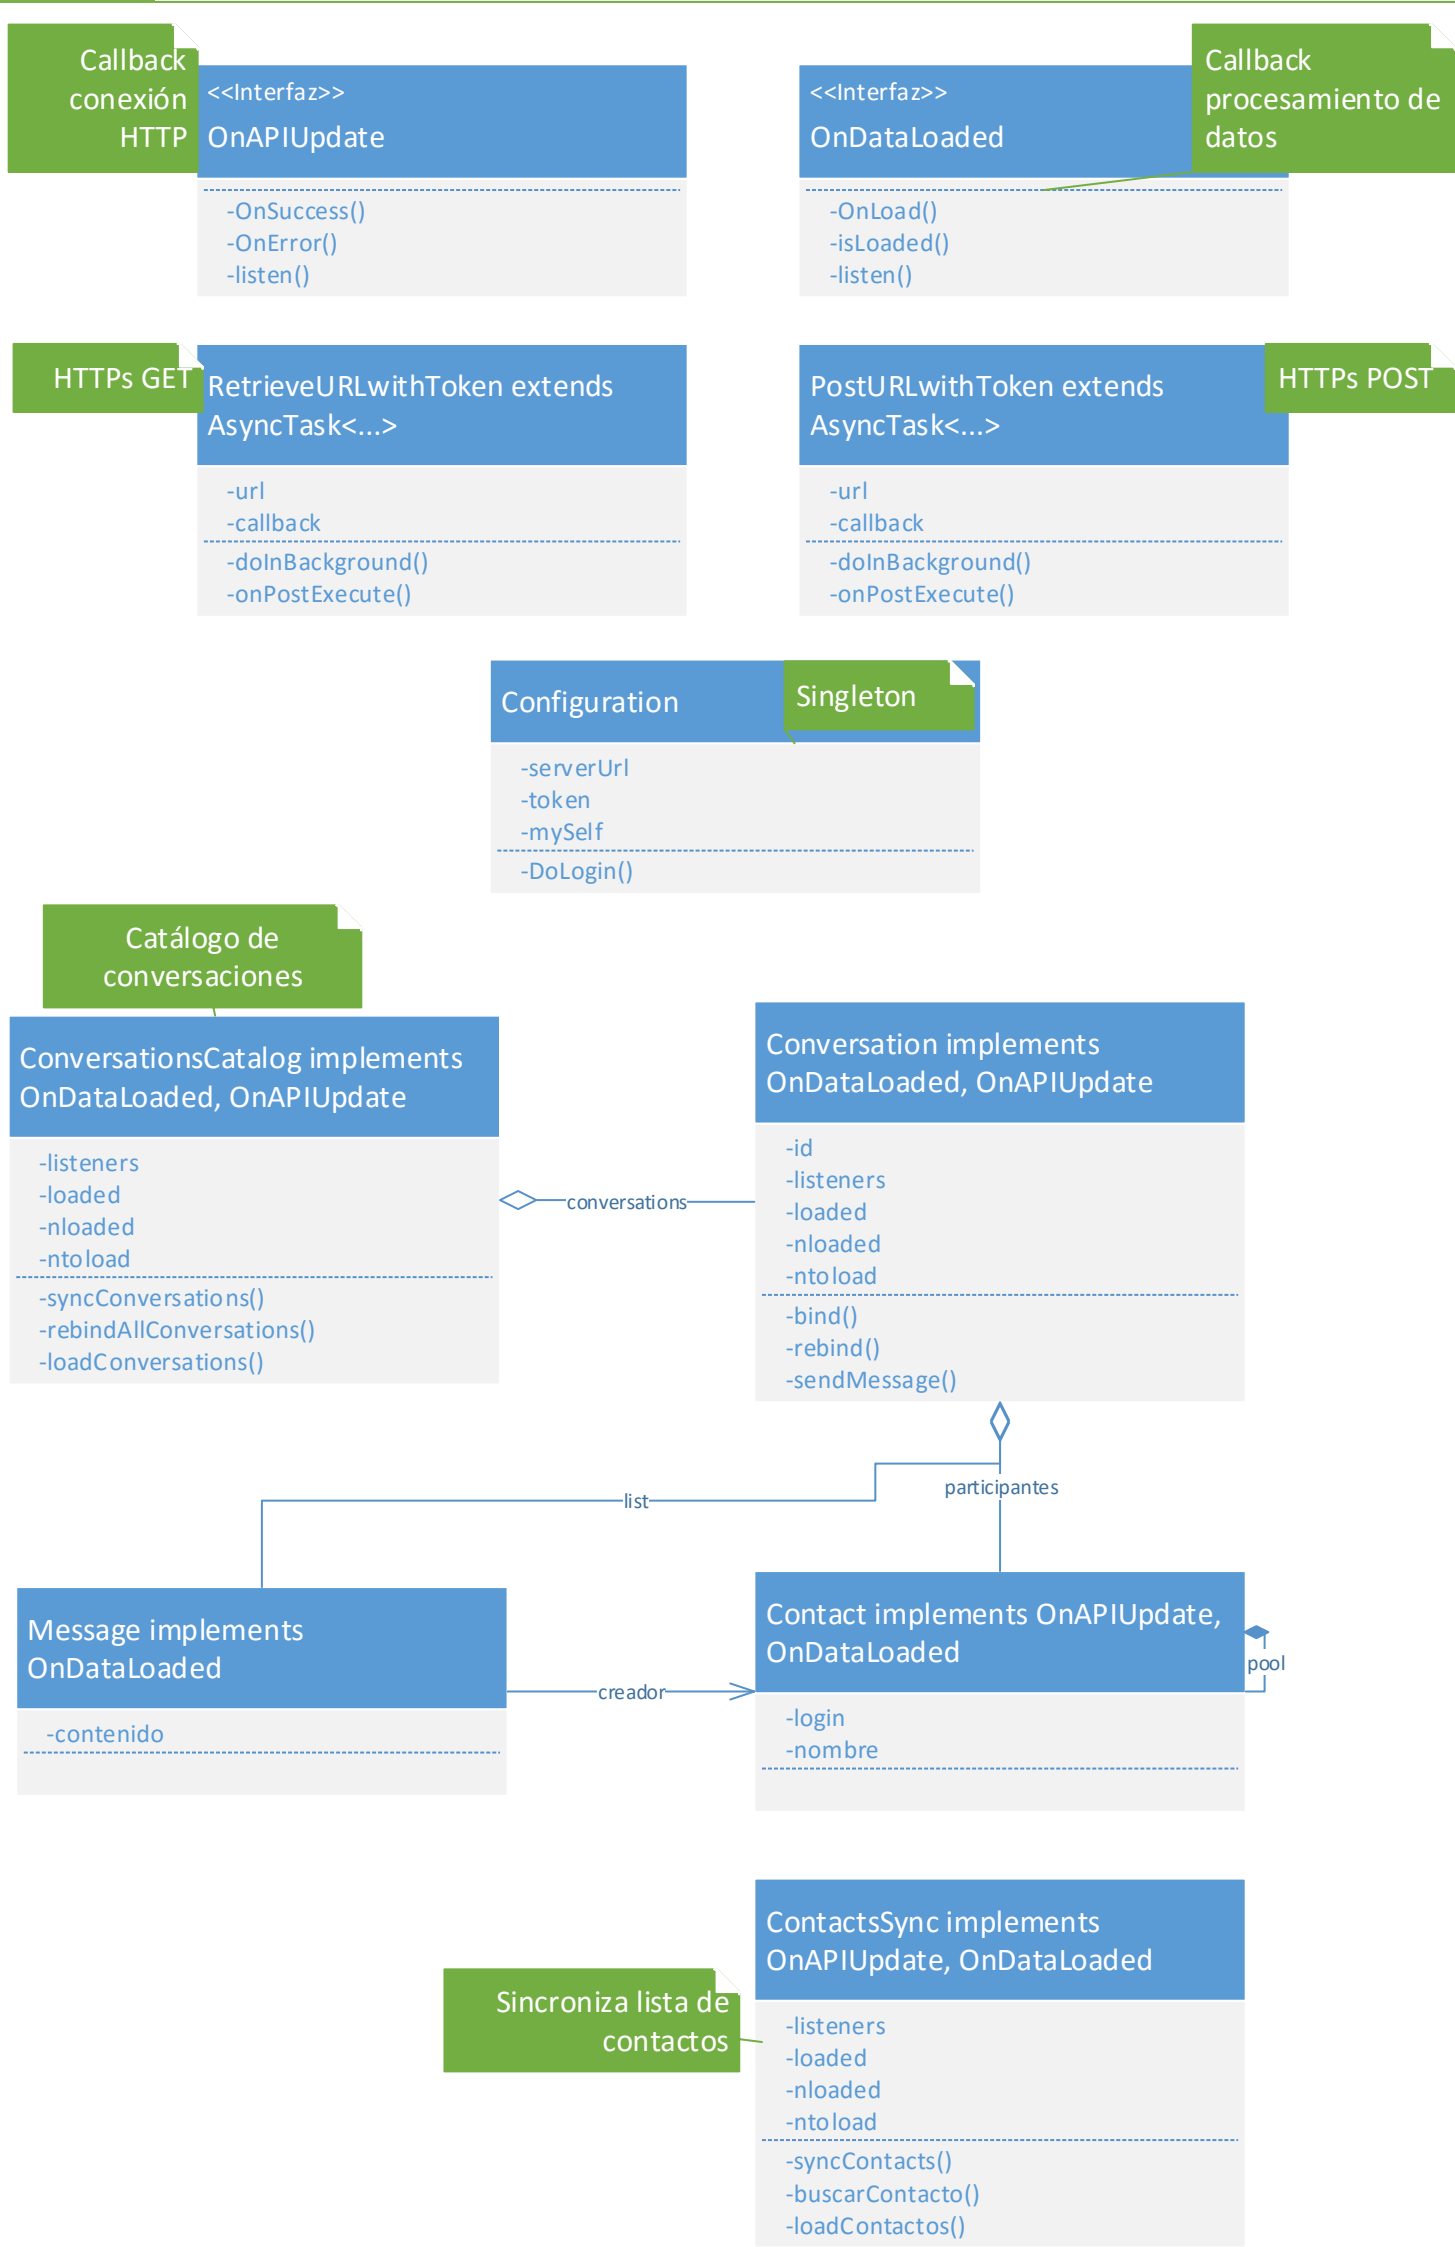 Callback
conexión
HTTP
<<Interfaz>>
OnAPIUpdate
-OnSuccess()
-OnError()
-listen()
<<Interfaz>>
OnDataLoaded
Callback
procesamiento de
datos
-OnLoad()
-isLoaded()
-listen()
HTTPs GET
RetrieveURLwithToken extends
AsyncTask<...>
-url
-callback
-doInBackground()
-onPostExecute()
PostURLwithToken extends
AsyncTask<...>
HTTPs POST
-url
-callback
-doInBackground()
-onPostExecute()
Configuration
Singleton
-serverUrl
-token
-mySelf
-DoLogin()
Catálogo de
conversaciones
ConversationsCatalog implements
OnDataLoaded, OnAPIUpdate
-listeners
-loaded
-nloaded
-ntoload
-syncConversations()
-rebindAllConversations()
-loadConversations()
conversations
Conversation implements
OnDataLoaded, OnAPIUpdate
-id
-listeners
-loaded
-nloaded
-ntoload
-bind()
-rebind()
-sendMessage()
participantes
list
Message implements
OnDataLoaded
-contenido
creador
Contact implements OnAPIUpdate,
OnDataLoaded
pool
-login
-nombre
ContactsSync implements
OnAPIUpdate, OnDataLoaded
Sincroniza lista de
contactos
-listeners
-loaded
-nloaded
-ntoload
-syncContacts()
-buscarContacto()
-loadContactos()